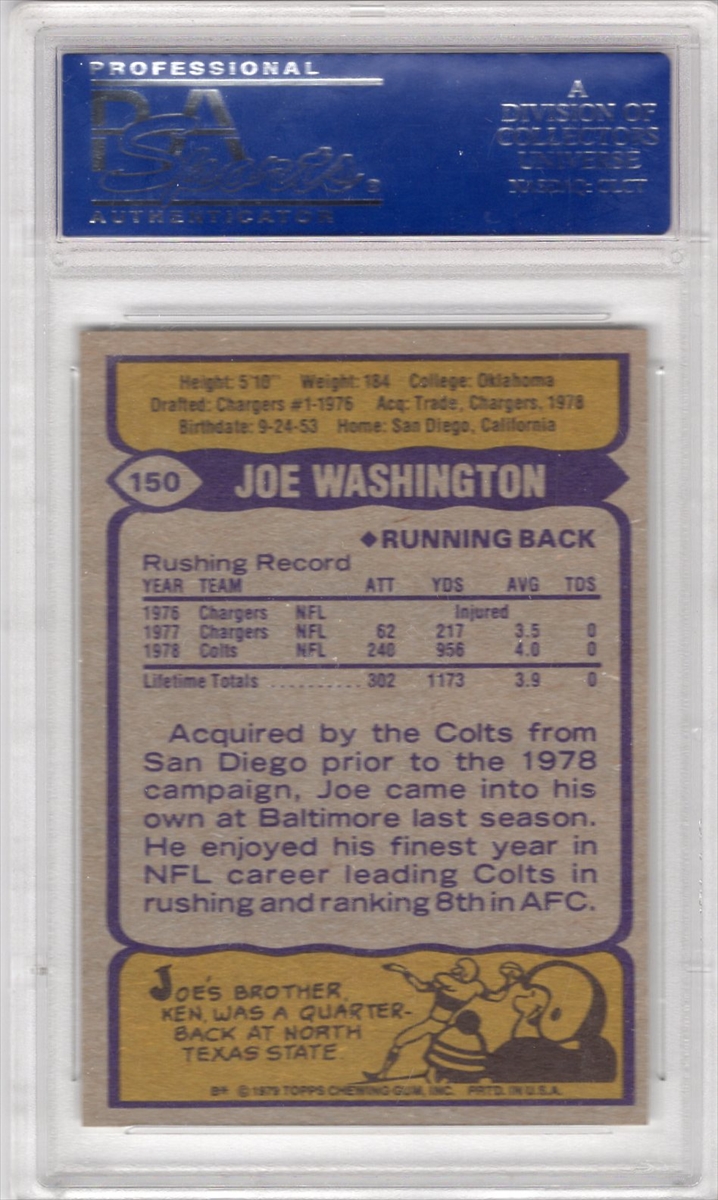 PROFESSIONAL
PSA
Sports®
AUTHENTICATOR
A
DIVISION OF
COLLECTORS
UNIVERSE
NASDAQ: CLCT
Height: 5'10" Weight: 184 College: Oklahoma
Drafted: Chargers #1-1976 Acq: Trade, Chargers, 1978
Birthdate: 9-24-53 Home: San Diego, California
150 JOE WASHINGTON
◆RUNNING BACK
Rushing Record
YEAR TEAM ATT YDS AVG TDS
1976 Chargers NFL Injured
1977 Chargers NFL 62 217 3.5 0
1978 Colts NFL 240 956 4.0 0
Lifetime Totals .......... 302 1173 3.9 0
Acquired by the Colts from
San Diego prior to the 1978
campaign, Joe came into his
own at Baltimore last season.
He enjoyed his finest year in
NFL career leading Colts in
rushing and ranking 8th in AFC.
JOE'S BROTHER,
KEN, WAS A QUARTER-
BACK AT NORTH
TEXAS STATE.
B* © 1979 TOPPS CHEWING GUM, INC. PRTD. IN U.S.A.